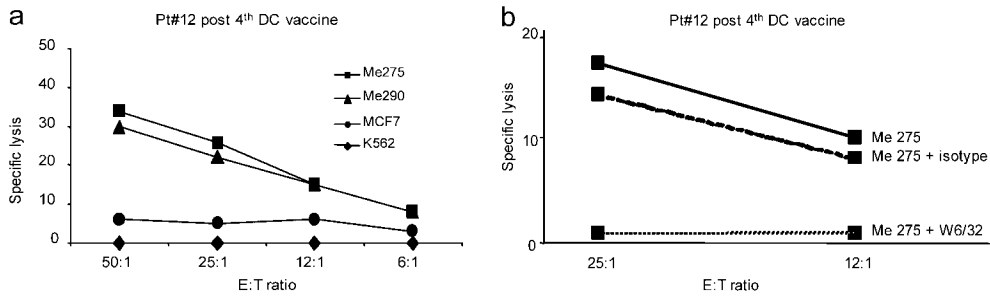 a
Pt#12 post 4th DC vaccine
Specific lysis
50
40
30
20
10
0
Me275
Me290
MCF7
K562
50:1
25:1
12:1
6:1
E:T ratio
b
Pt#12 post 4th DC vaccine
Specific lysis
20
10
0
Me 275
Me 275 + isotype
Me 275 + W6/32
25:1
12:1
E:T ratio